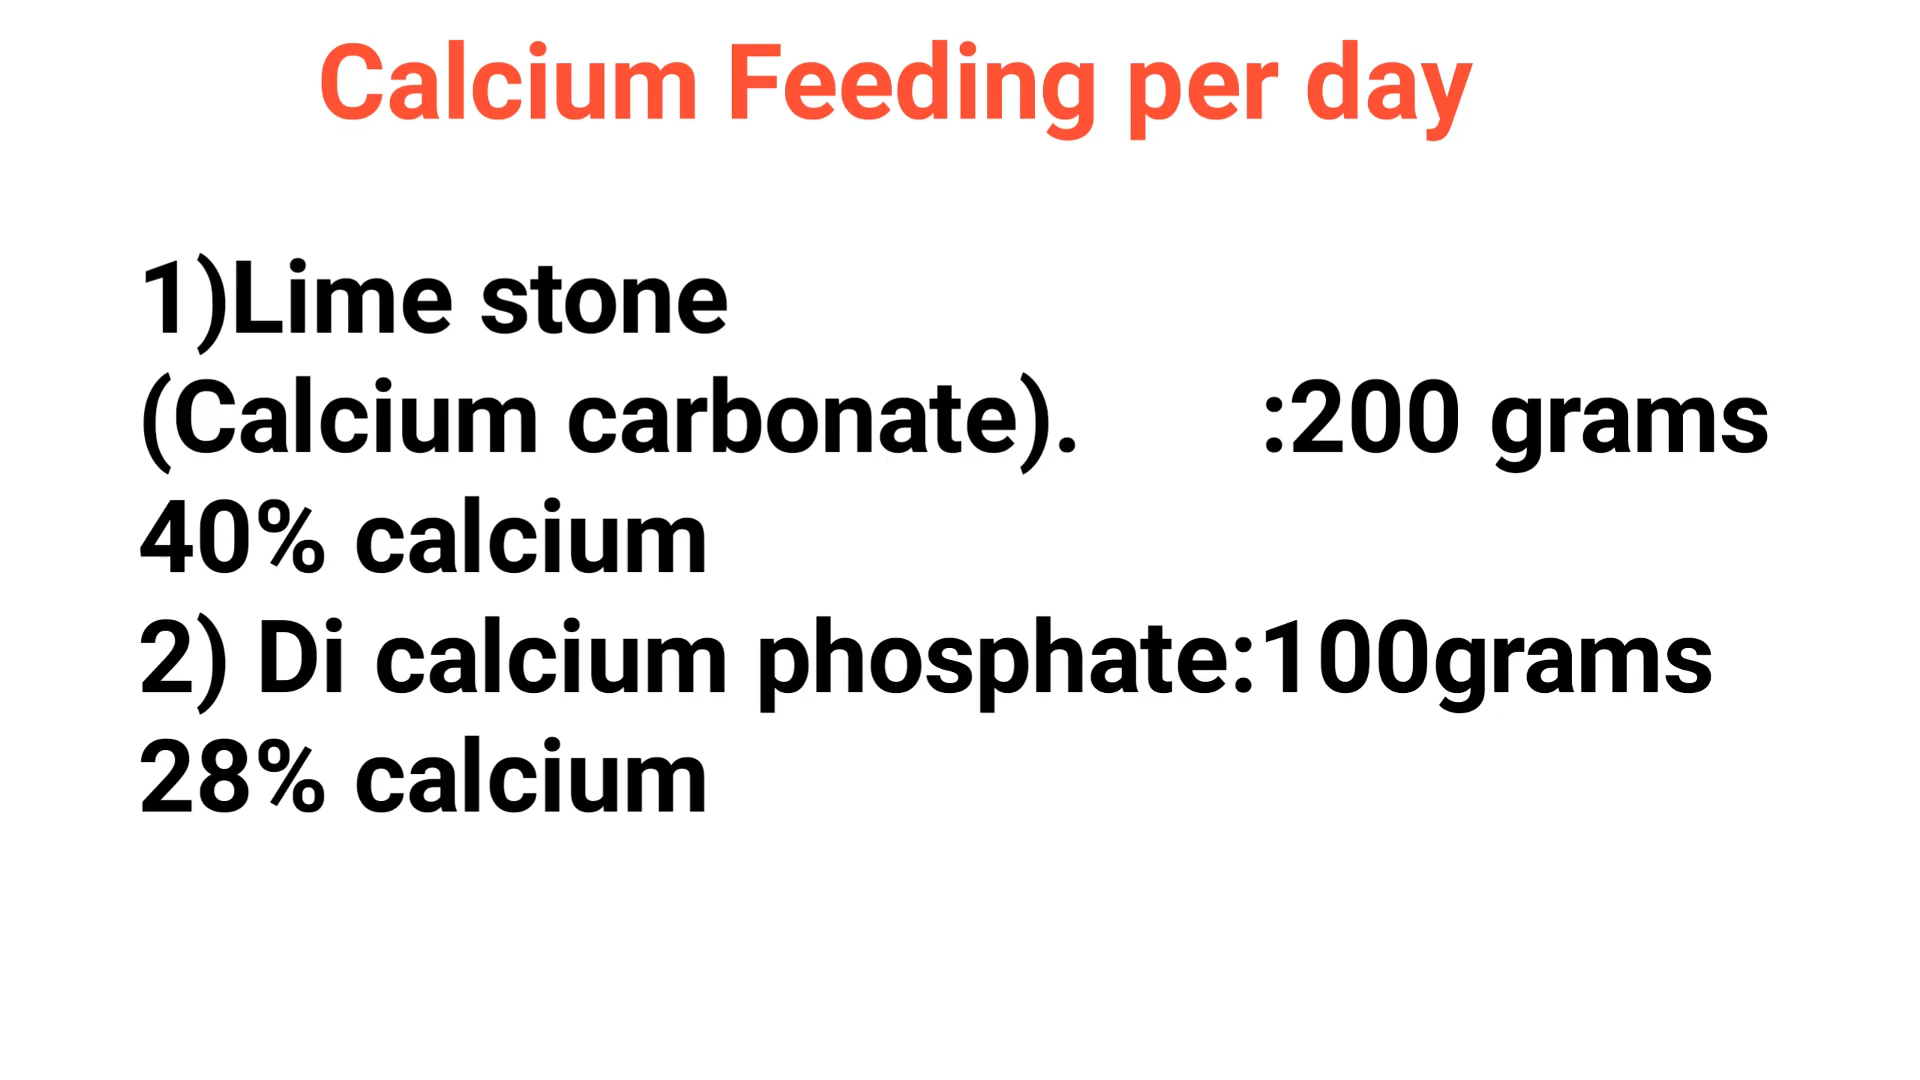 Calcium Feeding per day
1)Lime stone
(Calcium carbonate). :200 grams
40% calcium
2) Di calcium phosphate:100grams
28% calcium